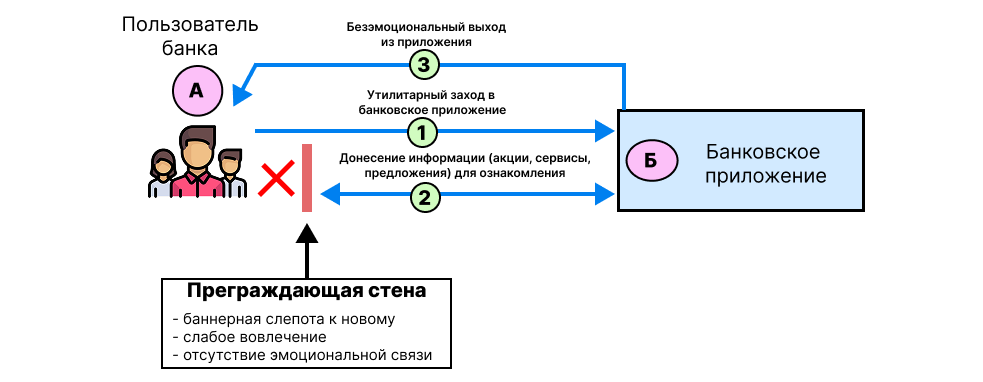 Пользователь
банка
А
Безэмоциональный выход
из приложения
3
Утилитарный заход в
банковское приложение
1
Донесение информации (акции, сервисы,
предложения) для ознакомления
2
Б
Банковское
приложение
Преграждающая стена
- баннерная слепота к новому
- слабое вовлечение
- отсутствие эмоциональной связи